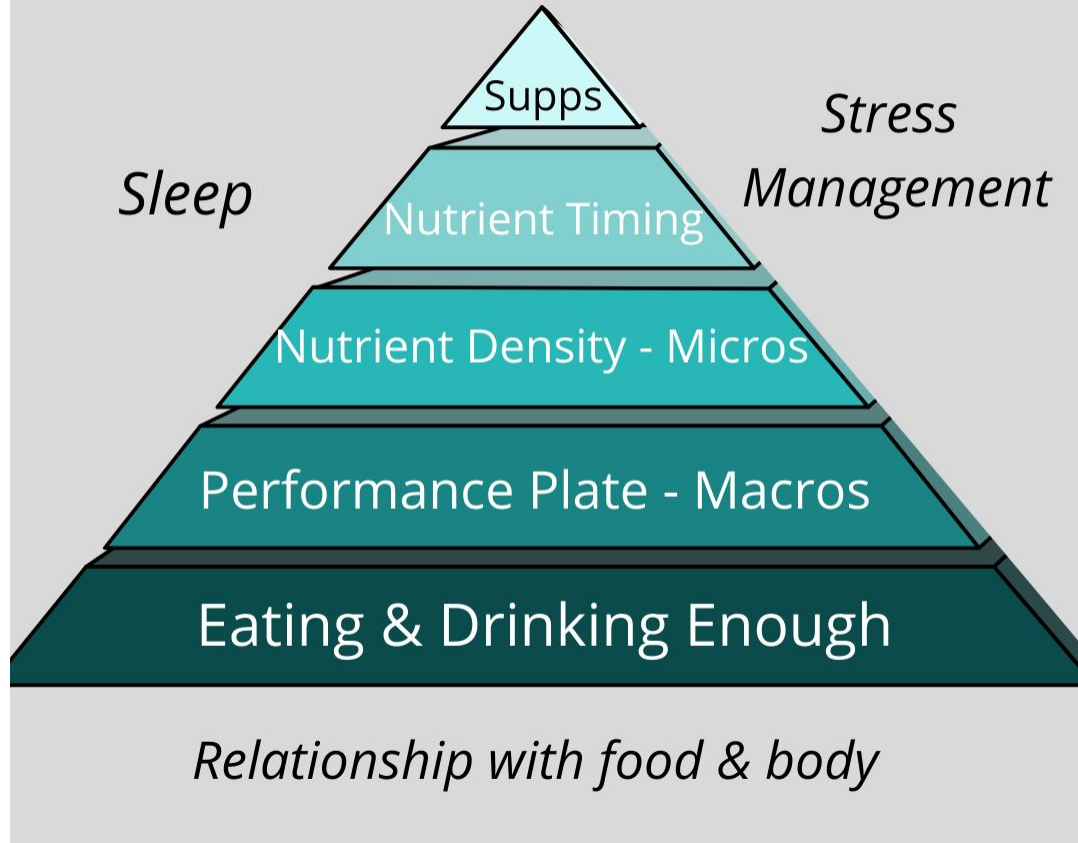 Supps
Stress
Management
Sleep
Nutrient Timing
Nutrient Density - Micros
Performance Plate - Macros
Eating & Drinking Enough
Relationship with food & body